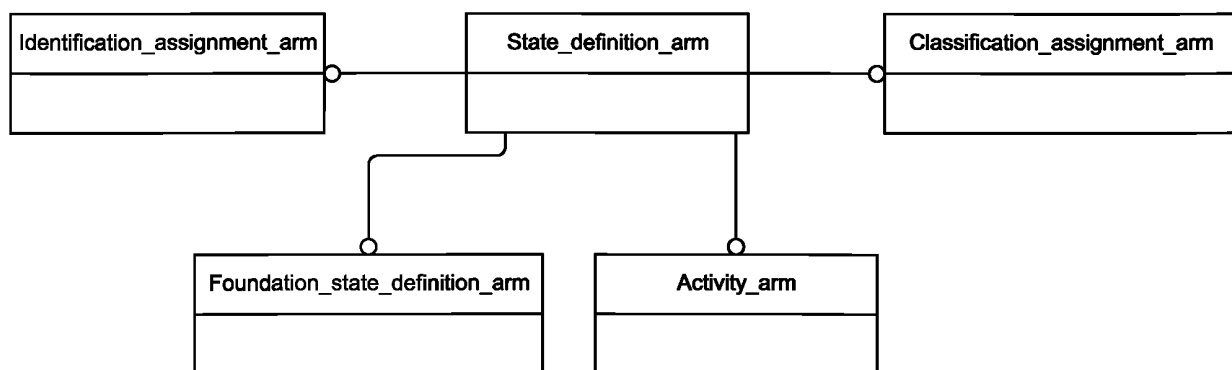 Identification_assignment_arm
State_definition_arm
Classification_assignment_arm
Foundation_state_definition_arm
Activity_arm